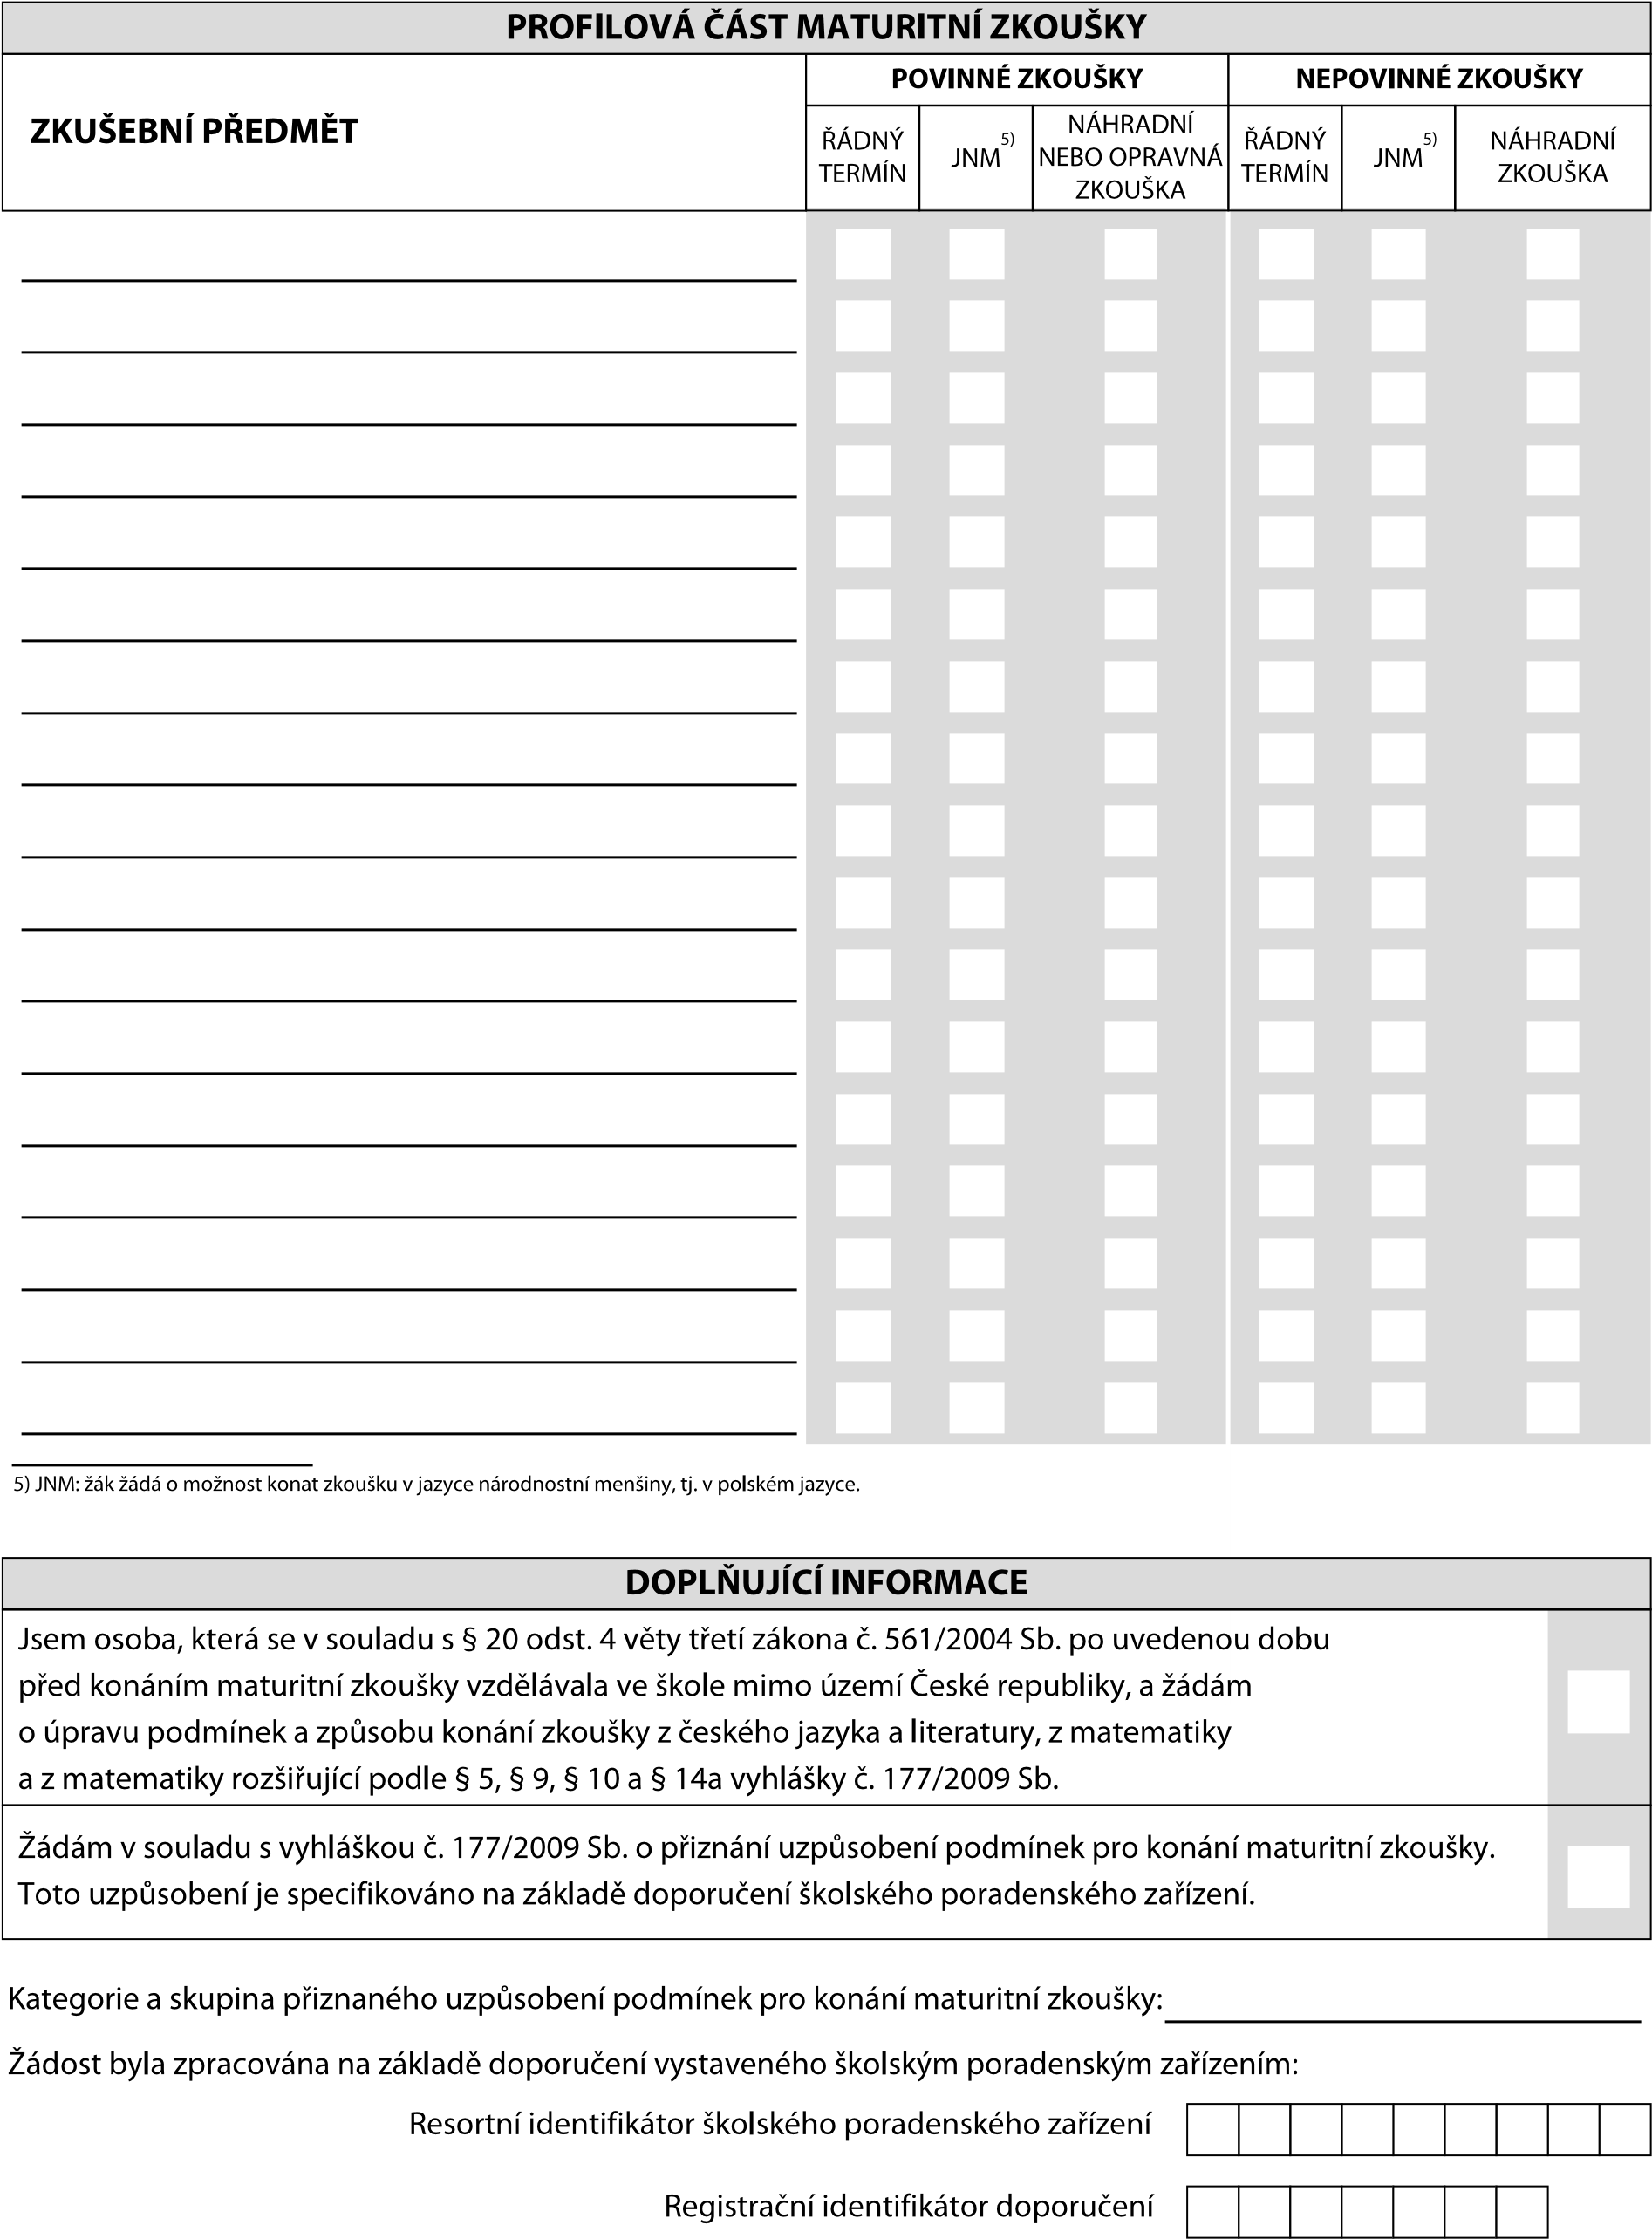 PROFILOVÁ ČÁST MATURITNÍ ZKOUŠKY
ZKUŠEBNÍ PŘEDMĚT
POVINNÉ ZKOUŠKY
NEPOVINNÉ ZKOUŠKY
ŘÁDNÝ
TERMÍN
JNM5)
NÁHRADNÍ
NEBO OPRAVNÁ
ZKOUŠKA
ŘÁDNÝ
TERMÍN
JNM5)
NÁHRADNÍ
ZKOUŠKA
5) JNM: žák žádá o možnost konat zkoušku v jazyce národnostní menšiny, tj. v polském jazyce.
DOPLŇUJÍCÍ INFORMACE
Jsem osoba, která se v souladu s § 20 odst. 4 věty třetí zákona č. 561/2004 Sb. po uvedenou dobu
před konáním maturitní zkoušky vzdělávala ve škole mimo území České republiky, a žádám
o úpravu podmínek a způsobu konání zkoušky z českého jazyka a literatury, z matematiky
a z matematiky rozšiřující podle § 5, § 9, § 10 a § 14a vyhlášky č. 177/2009 Sb.
Žádám v souladu s vyhláškou č. 177/2009 Sb. o přiznání uzpůsobení podmínek pro konání maturitní zkoušky.
Toto uzpůsobení je specifikováno na základě doporučení školského poradenského zařízení.
Kategorie a skupina přiznaného uzpůsobení podmínek pro konání maturitní zkoušky:
Žádost byla zpracována na základě doporučení vystaveného školským poradenským zařízením:
Resortní identifikátor školského poradenského zařízení
Registrační identifikátor doporučení